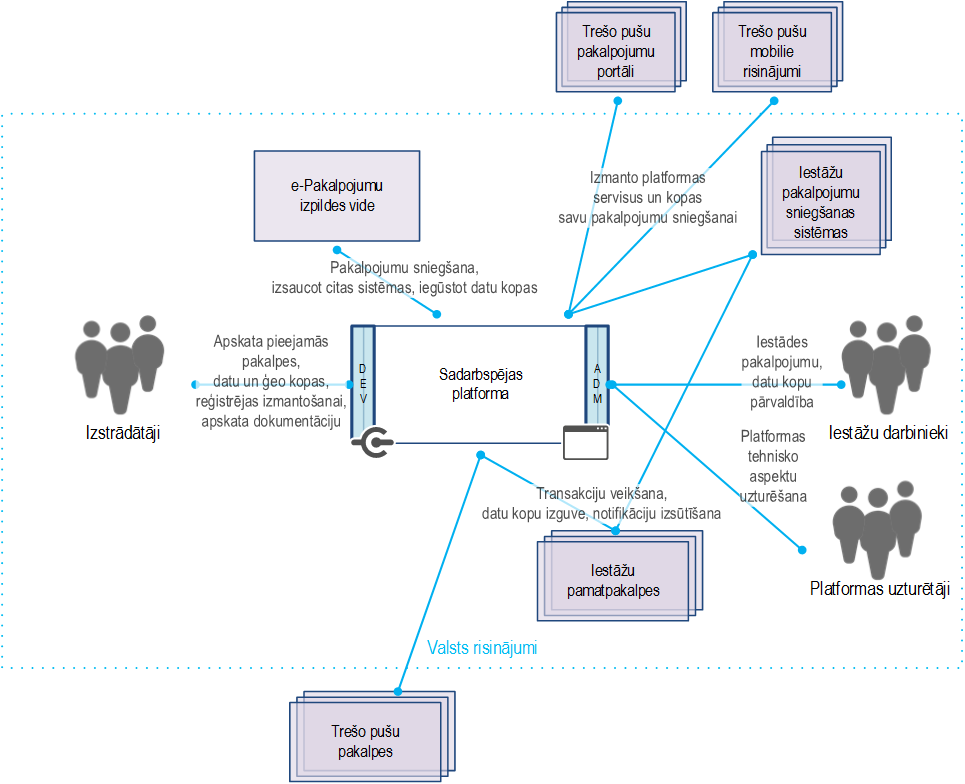 Trešo pušu
pakalpojumu
portāli
Trešo pušu
mobilie
risinājumi
e-Pakalpojumu
izpildes vide
Izmanto platformas
servisus un kopas
savu pakalpojumu sniegšanai
Iestāžu
pakalpojumu
sniegšanas
sistēmas
Pakalpojumu sniegšana,
izsaucot citas sistēmas, iegūstot datu kopas
Izstrādātāji
Apskata pieejamās
pakalpes,
datu un ģeo kopas,
reģistrējas izmantošanai,
apskata dokumentāciju
DEV
Sadarbspējas
platforma
ADM
Iestādes
pakalpojumu,
datu kopu
pārvaldība
Iestāžu darbinieki
Platformas
tehnisko
aspektu
uzturēšana
Platformas uzturētāji
Transakciju veikšana,
datu kopu izguve, notifikāciju izsūtīšana
Iestāžu
pamatpakalpes
Valsts risinājumi
Trešo pušu
pakalpes